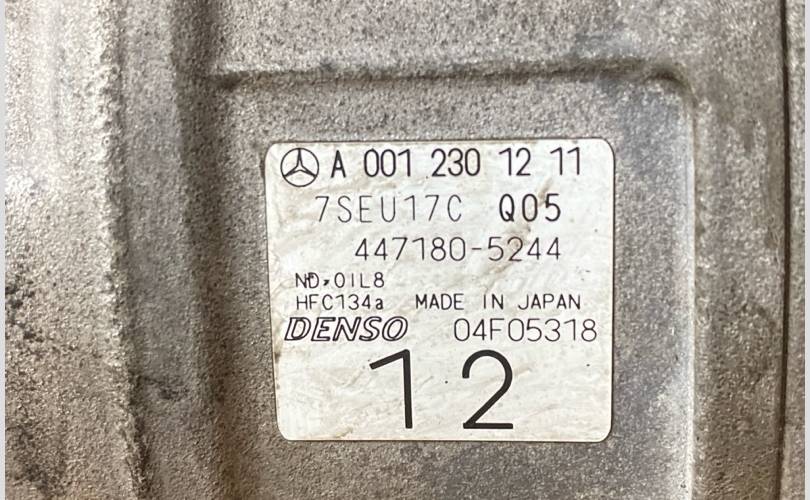 A 001 230 12 11
7SEU17C Q05
447180-5244
ND-OIL8
HFC134a MADE IN JAPAN
DENSO 04F05318
12